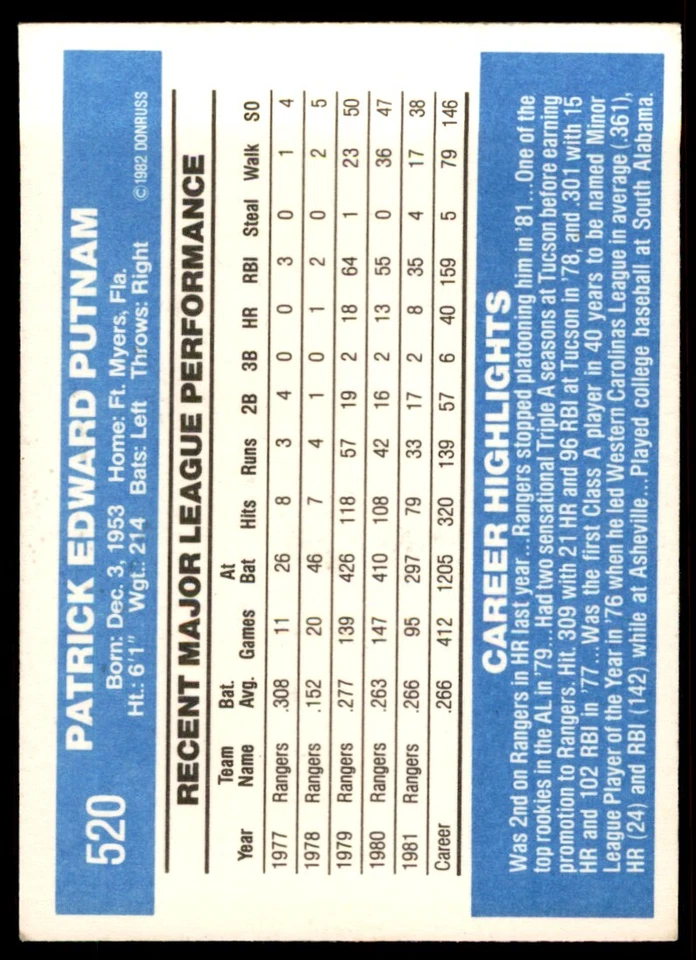 520 PATRICK EDWARD PUTNAM
Born: Dec. 3, 1953 Home: Ft. Myers, Fla.
Ht.: 6'1" Wgt.: 214 Bats: Left Throws: Right ©1982 DONRUSS
RECENT MAJOR LEAGUE PERFORMANCE
Team Bat. At
Year Name Avg. Games Bat Hits Runs 2B 3B HR RBI Steal Walk SO
1977 Rangers .308 11 26 8 3 4 0 0 3 0 1 4
1978 Rangers .152 20 46 7 4 1 0 1 2 0 2 5
1979 Rangers .277 139 426 118 57 19 2 18 64 1 23 50
1980 Rangers .263 147 410 108 42 16 2 13 55 0 36 47
1981 Rangers .266 95 297 79 33 17 2 8 35 4 17 38
Career .266 412 1205 320 139 57 6 40 159 5 79 146
CAREER HIGHLIGHTS
Was 2nd on Rangers in HR last year...Rangers stopped platooning him in '81...One of the
top rookies in the AL in '79...Had two sensational Triple A seasons at Tucson before earning
promotion to Rangers. Hit .309 with 21 HR and 96 RBI at Tucson in '78, and .301 with 15
HR and 102 RBI in '77...Was the first Class A player in 40 years to be named Minor
League Player of the Year in '76 when he led Western Carolinas League in average (.361),
HR (24) and RBI (142) while at Asheville...Played college baseball at South Alabama.